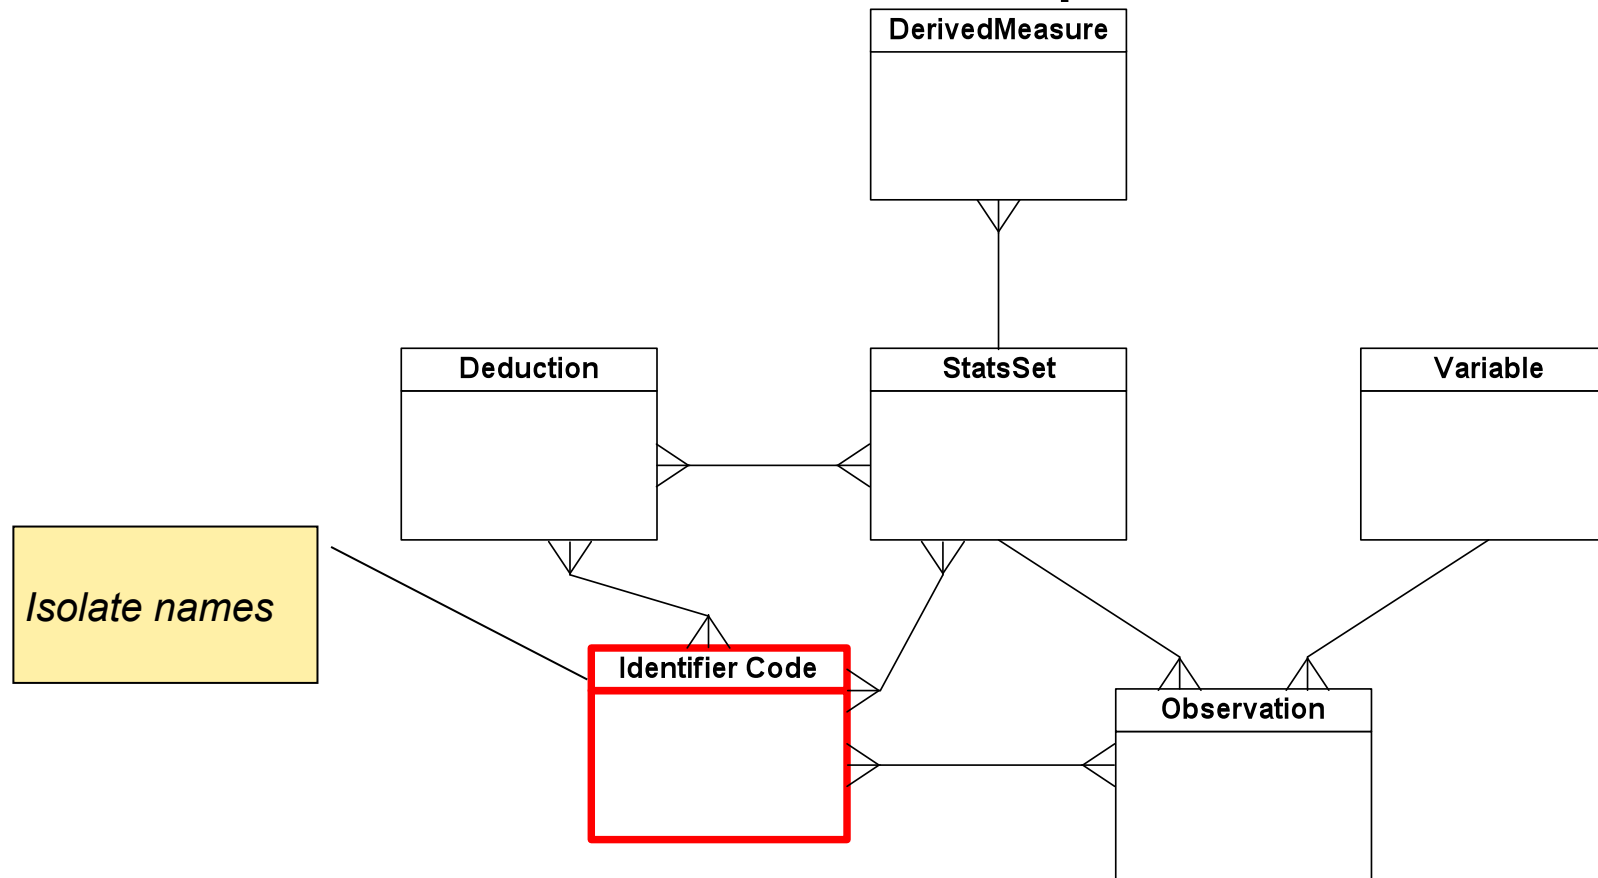 DerivedMeasure
Deduction
StatsSet
Variable
Isolate names
Identifier Code
Observation